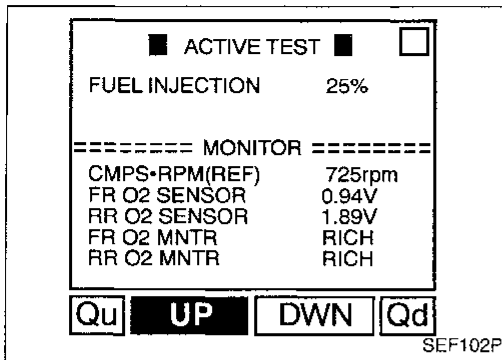 ■ ACTIVE TEST ■ □
FUEL INJECTION 25%
======== MONITOR ========
CMPS•RPM(REF) 725rpm
FR O2 SENSOR 0.94V
RR O2 SENSOR 1.89V
FR O2 MNTR RICH
RR O2 MNTR RICH
Qu UP DWN Qd
SEF102P